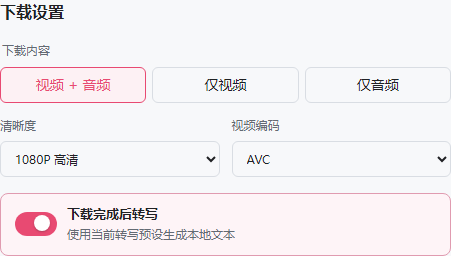 下载设置
下载内容
视频 + 音频
仅视频
仅音频
清晰度
视频编码
1080P 高清
AVC
下载完成后转写
使用当前转写预设生成本地文本